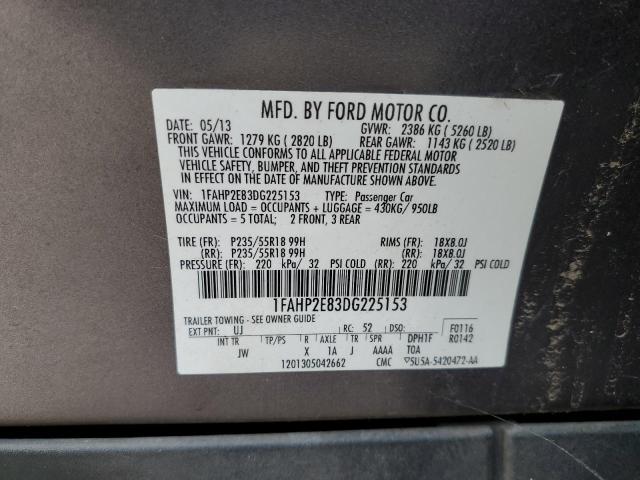 MFD. BY FORD MOTOR CO.
DATE: 05/13 GVWR: 2386 KG ( 5260 LB)
FRONT GAWR: 1279 KG ( 2820 LB) REAR GAWR: 1143 KG ( 2520 LB)
THIS VEHICLE CONFORMS TO ALL APPLICABLE FEDERAL MOTOR
VEHICLE SAFETY, BUMPER, AND THEFT PREVENTION STANDARDS
IN EFFECT ON THE DATE OF MANUFACTURE SHOWN ABOVE.
VIN: 1FAHP2E83DG225153 TYPE: Passenger Car
MAXIMUM LOAD = OCCUPANTS + LUGGAGE = 430KG/ 950LB
OCCUPANTS: 5 TOTAL; 2 FRONT, 3 REAR
TIRE (FR): P235/55R18 99H RIMS (FR): 18X8.0J
(RR): P235/55R18 99H (RR): 18X8.0J
PRESSURE (FR): 220 kPa/ 32 PSI COLD (RR): 220 kPa/ 32 PSI COLD
1FAHP2E83DG225153
TRAILER TOWING - SEE OWNER GUIDE
EXT PNT: UJ RC: 52 DSO: F0116
INT TR TP/PS R AXLE TR SPR DPH1F R0142
JW X 1A J AAAA TOA
1201305042662 CMC 5U5A-5420472-AA